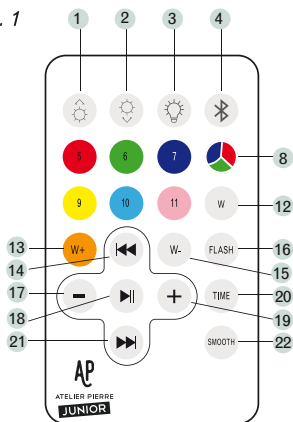 . 1
1 2 3 4
5 6 7 8
9 10 11 W 12
13 W+ W- FLASH 16
14 15
17 TIME 20
18 19
21 SMOOTH 22
AP
ATELIER PIERRE
JUNIOR